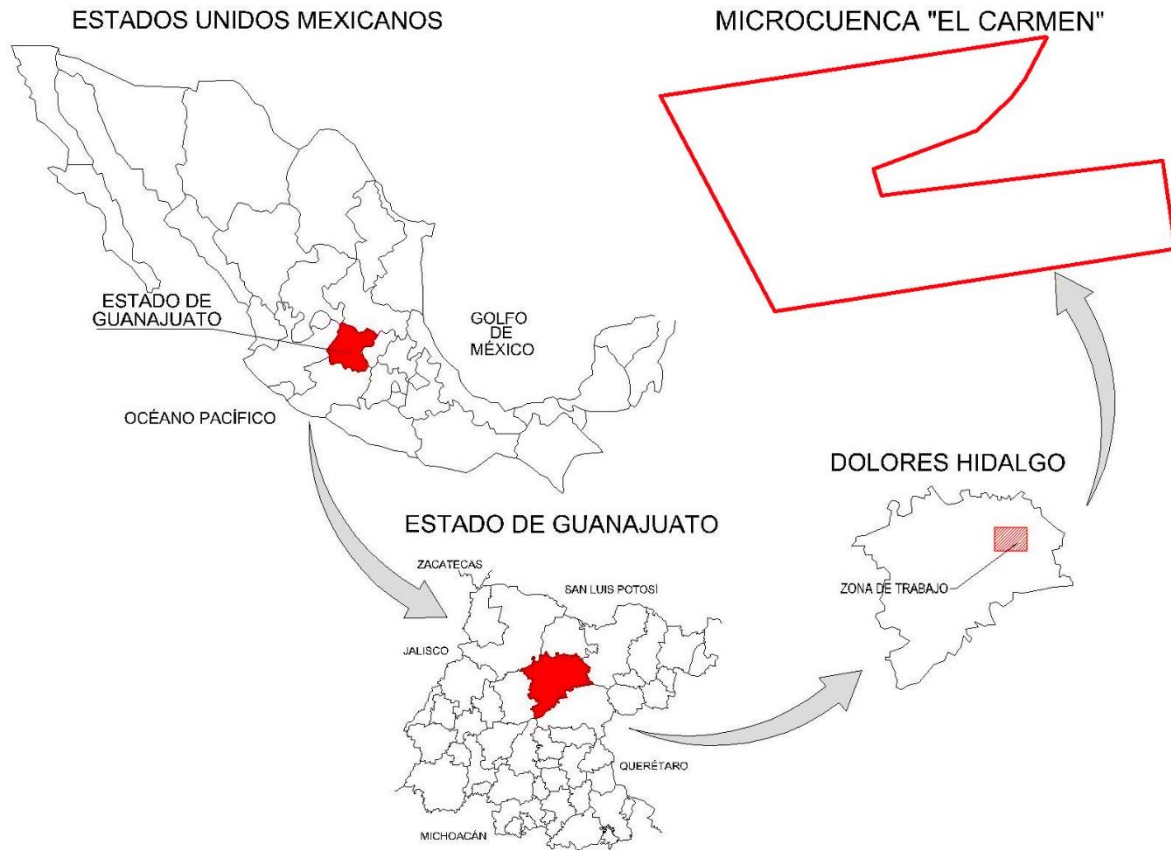 ESTADOS UNIDOS MEXICANOS
MICROCUENCA "EL CARMEN"
ESTADO DE
GUANAJUATO
GOLFO
DE
MÉXICO
OCÉANO PACÍFICO
DOLORES HIDALGO
ZONA DE TRABAJO
ESTADO DE GUANAJUATO
ZACATECAS
SAN LUIS POTOSÍ
JALISCO
QUERÉTARO
MICHOACÁN